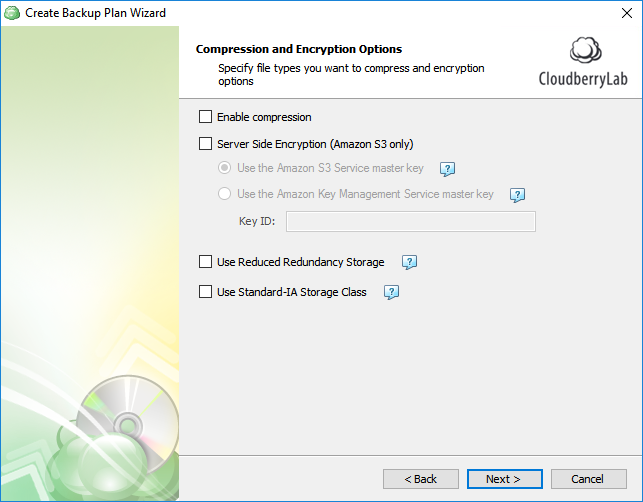 Create Backup Plan Wizard
Compression and Encryption Options
Specify file types you want to compress and encryption
options
CloudberryLab
Enable compression
Server Side Encryption (Amazon S3 only)
Use the Amazon S3 Service master key
?
Use the Amazon Key Management Service master key
?
Key ID:
Use Reduced Redundancy Storage
?
Use Standard-IA Storage Class
?
< Back
Next >
Cancel